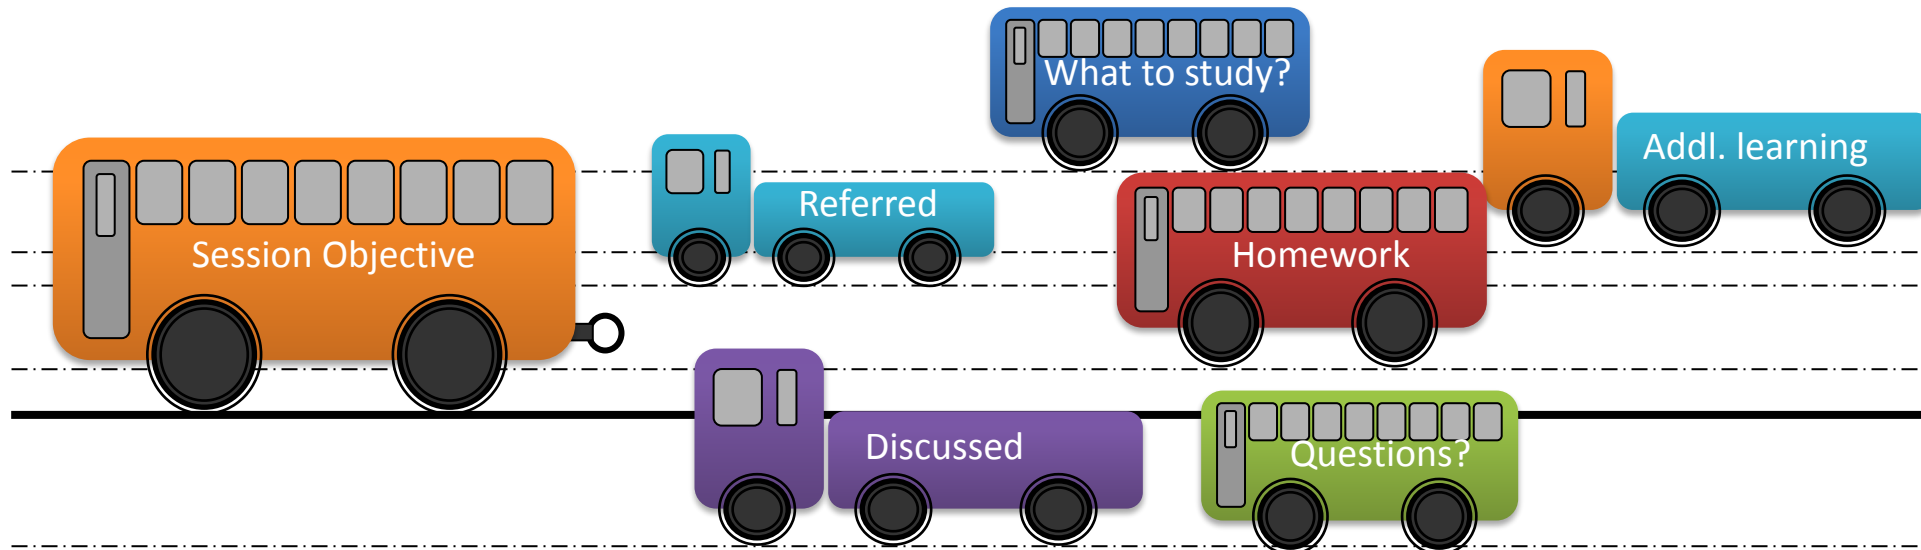 What to study?
Addl. learning
Referred
Session Objective
Homework
Discussed
Questions?